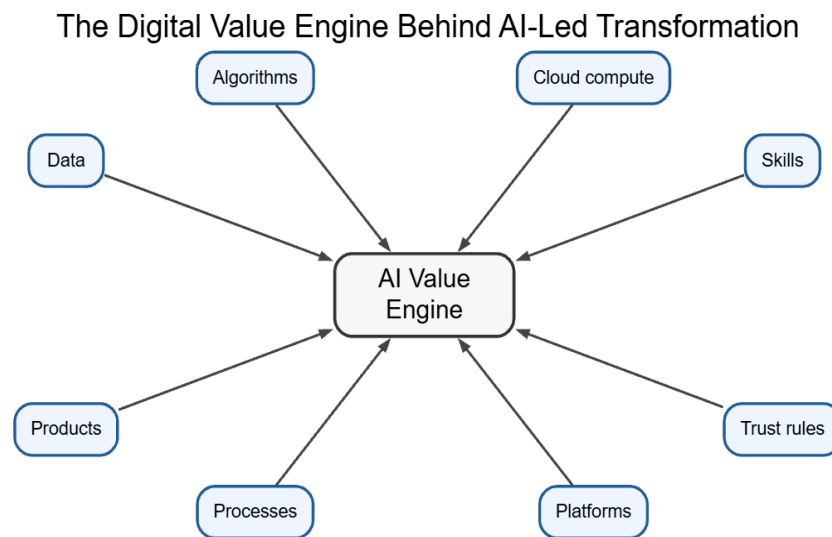 The Digital Value Engine Behind AI-Led Transformation
Algorithms
Cloud compute
Data
Skills
AI Value
Engine
Products
Trust rules
Processes
Platforms